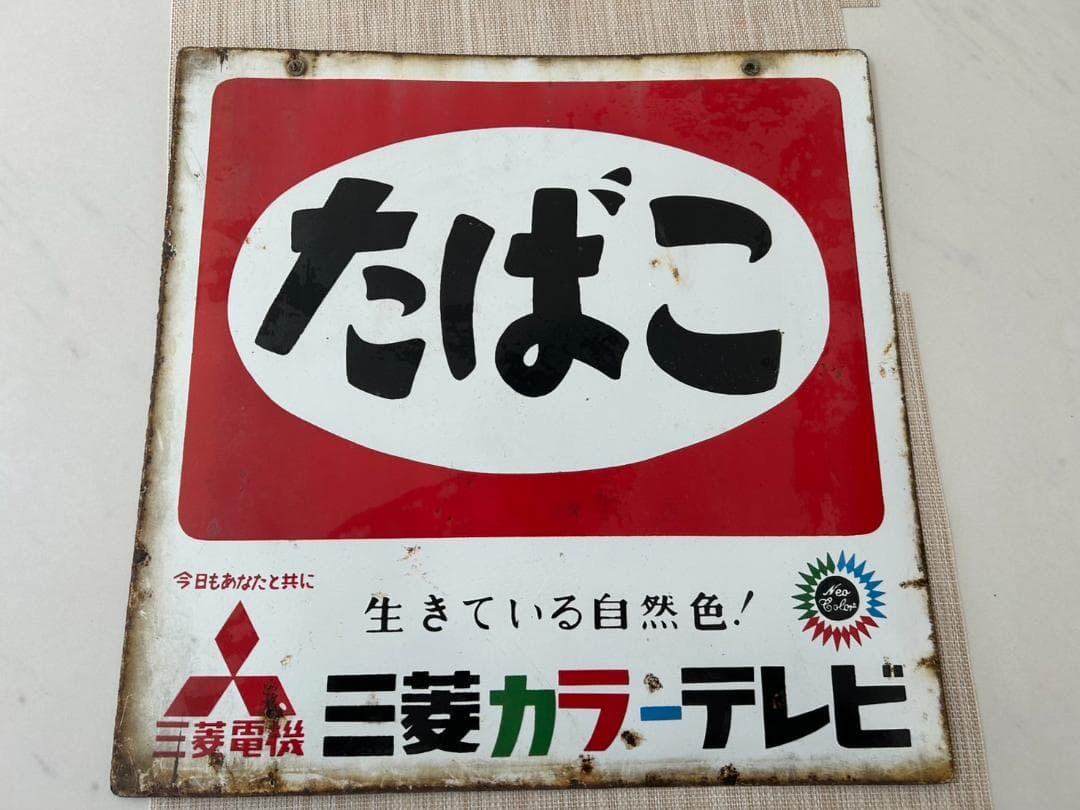 たばこ
今日もあなたと共に
生きている自然色!
Neo
Color
三菱電機
三菱カラーテレビ